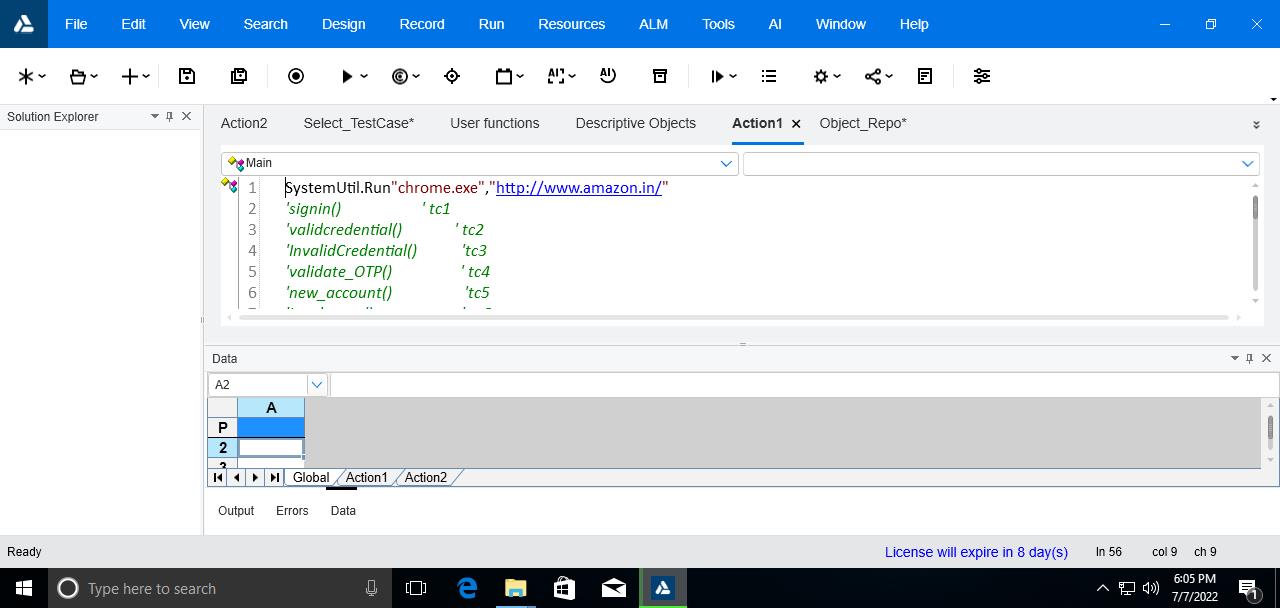 File Edit View Search Design Record Run Resources ALM Tools AI Window Help
Solution Explorer
Action2 Select_TestCase* User functions Descriptive Objects Action1 Object_Repo*
Main
1 SystemUtil.Run"chrome.exe","http://www.amazon.in/"
2 'signin() ' tc1
3 'validcredential() ' tc2
4 'InvalidCredential() 'tc3
5 'validate_OTP() ' tc4
6 'new_account() 'tc5
Data
A2
A
P
2
3
Global Action1 Action2
Output Errors Data
Ready License will expire in 8 day(s) ln 56 col 9 ch 9
Type here to search
6:05 PM
7/7/2022
1